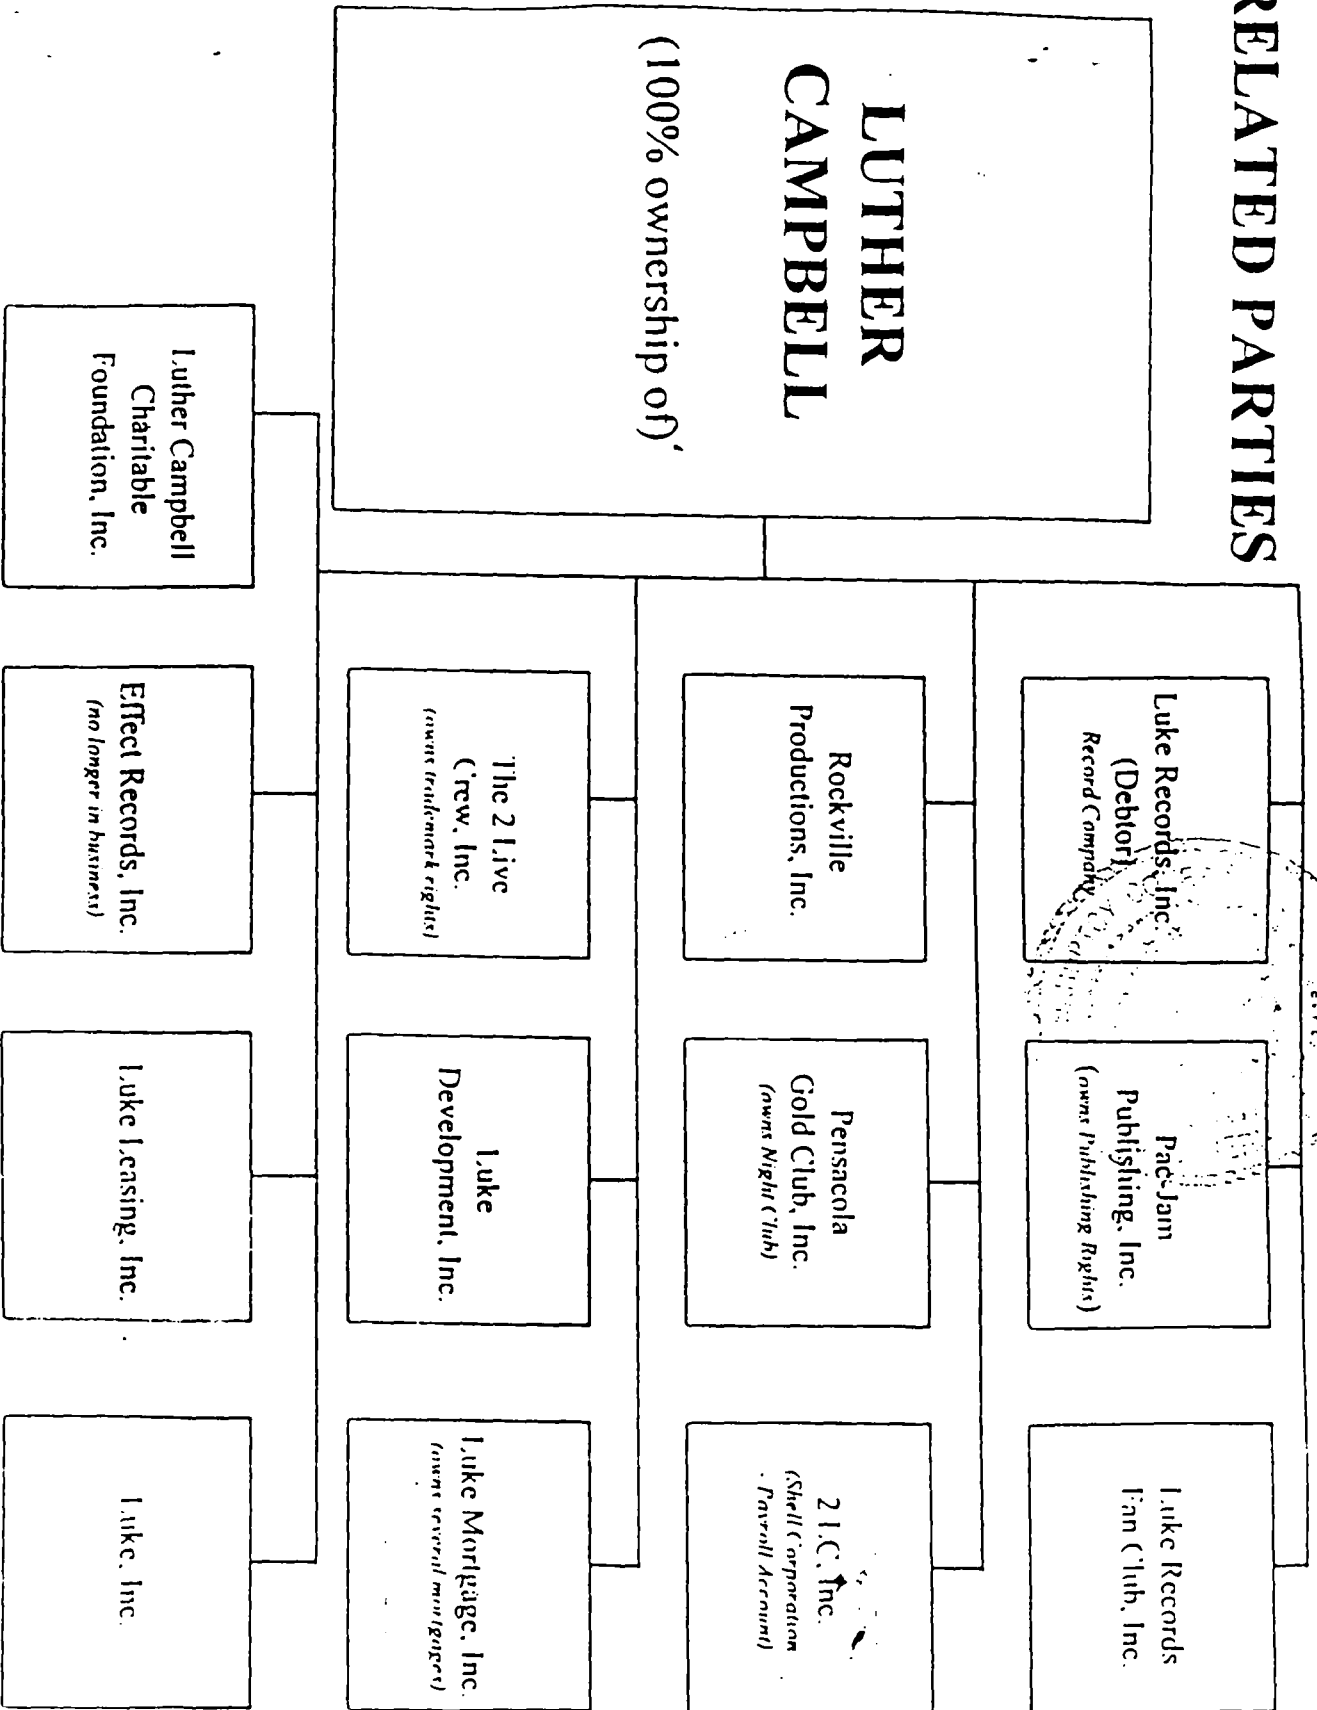 RELATED PARTIES
LUTHER
CAMPBELL
(100% ownership of)
Luke Records, Inc.
(Debtor)
Record Company
Pac-Jam
Publishing, Inc.
(owns Publishing Rights)
Luke Records
Fan Club, Inc.
Rockville
Productions, Inc.
Pensacola
Gold Club, Inc.
(owns Night Club)
2 L.C. Inc.
(Shell Corporation
Payroll Account)
The 2 Live
Crew, Inc.
(owns trademark rights)
Luke
Development, Inc.
Luke Mortgage, Inc.
(owns several mortgages)
Luther Campbell
Charitable
Foundation, Inc.
Effect Records, Inc.
(no longer in business)
Luke Leasing, Inc.
Luke, Inc.